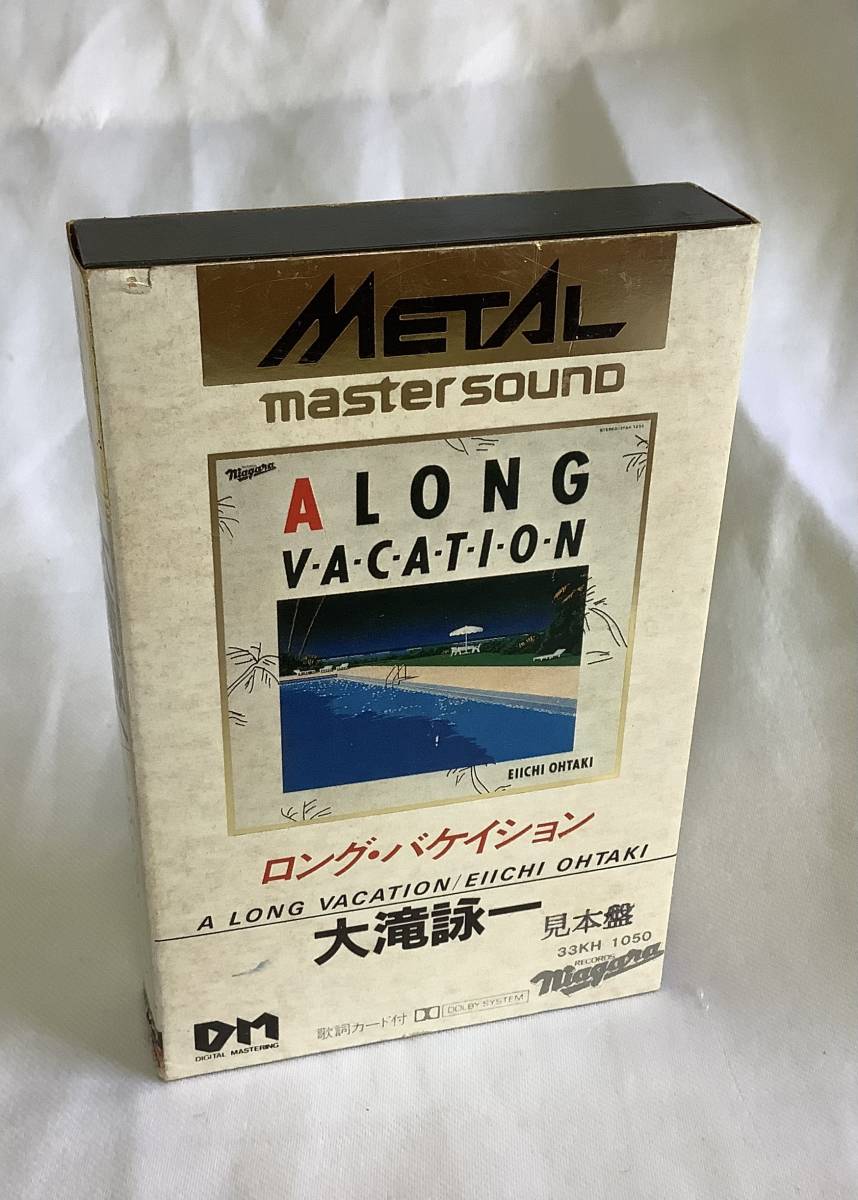 METAL
master sound
STEREO
Niagara
A LONG
V·A·C·A·T·I·O·N
EIICHI OHTAKI
ロング・バケイション
A LONG VACATION/EIICHI OHTAKI
大滝詠一
見本盤
33KH 1050
RECORDS
Niagara
DM
DIGITAL MASTERING
歌詞カード付
DOLBY SYSTEM